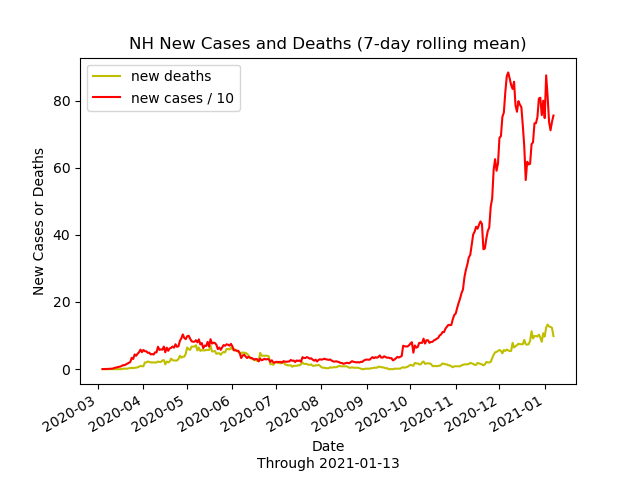 NH New Cases and Deaths (7-day rolling mean)
new deaths
new cases / 10
New Cases or Deaths
80
60
40
20
0
2020-03
2020-04
2020-05
2020-06
2020-07
2020-08
2020-09
2020-10
2020-11
2020-12
2021-01
Date
Through 2021-01-13